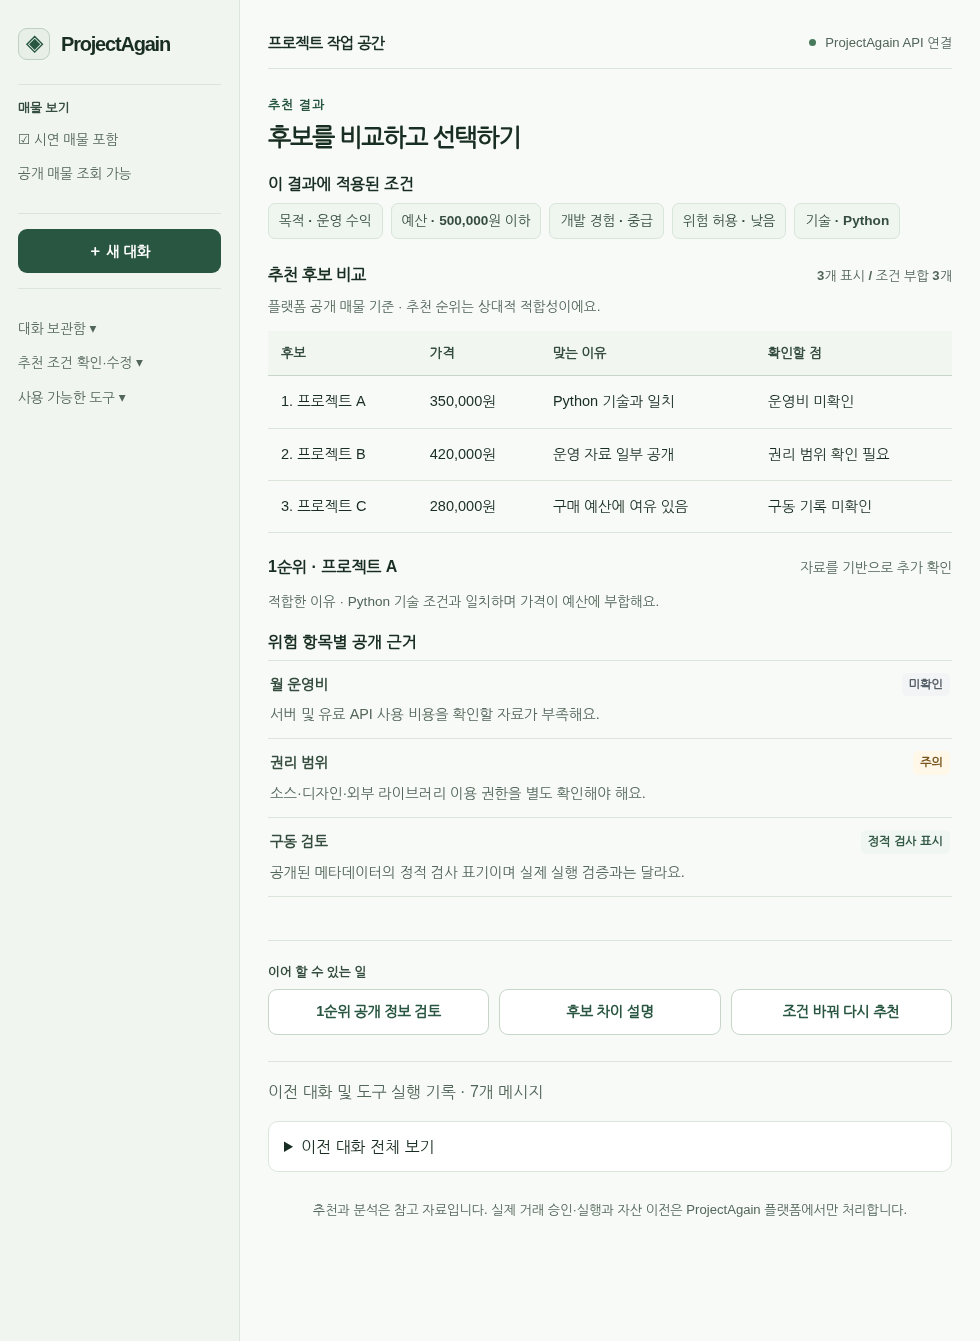 ProjectAgain
매물 보기
☑ 시연 매물 포함
공개 매물 조회 가능
+ 새 대화
대화 보관함 ▾
추천 조건 확인·수정 ▾
사용 가능한 도구 ▾
프로젝트 작업 공간
ProjectAgain API 연결
추천 결과
후보를 비교하고 선택하기
이 결과에 적용된 조건
목적 · 운영 수익
예산 · 500,000원 이하
개발 경험 · 중급
위험 허용 · 낮음
기술 · Python
추천 후보 비교
3개 표시 / 조건 부합 3개
플랫폼 공개 매물 기준 · 추천 순위는 상대적 적합성이에요.
후보 가격 맞는 이유 확인할 점
1. 프로젝트 A 350,000원 Python 기술과 일치 운영비 미확인
2. 프로젝트 B 420,000원 운영 자료 일부 공개 권리 범위 확인 필요
3. 프로젝트 C 280,000원 구매 예산에 여유 있음 구동 기록 미확인
1순위 · 프로젝트 A
자료를 기반으로 추가 확인
적합한 이유 · Python 기술 조건과 일치하며 가격이 예산에 부합해요.
위험 항목별 공개 근거
월 운영비
미확인
서버 및 유료 API 사용 비용을 확인할 자료가 부족해요.
권리 범위
주의
소스·디자인·외부 라이브러리 이용 권한을 별도 확인해야 해요.
구동 검토
정적 검사 표시
공개된 메타데이터의 정적 검사 표기이며 실제 실행 검증과는 달라요.
이어 할 수 있는 일
1순위 공개 정보 검토
후보 차이 설명
조건 바꿔 다시 추천
이전 대화 및 도구 실행 기록 · 7개 메시지
▶ 이전 대화 전체 보기
추천과 분석은 참고 자료입니다. 실제 거래 승인·실행과 자산 이전은 ProjectAgain 플랫폼에서만 처리합니다.